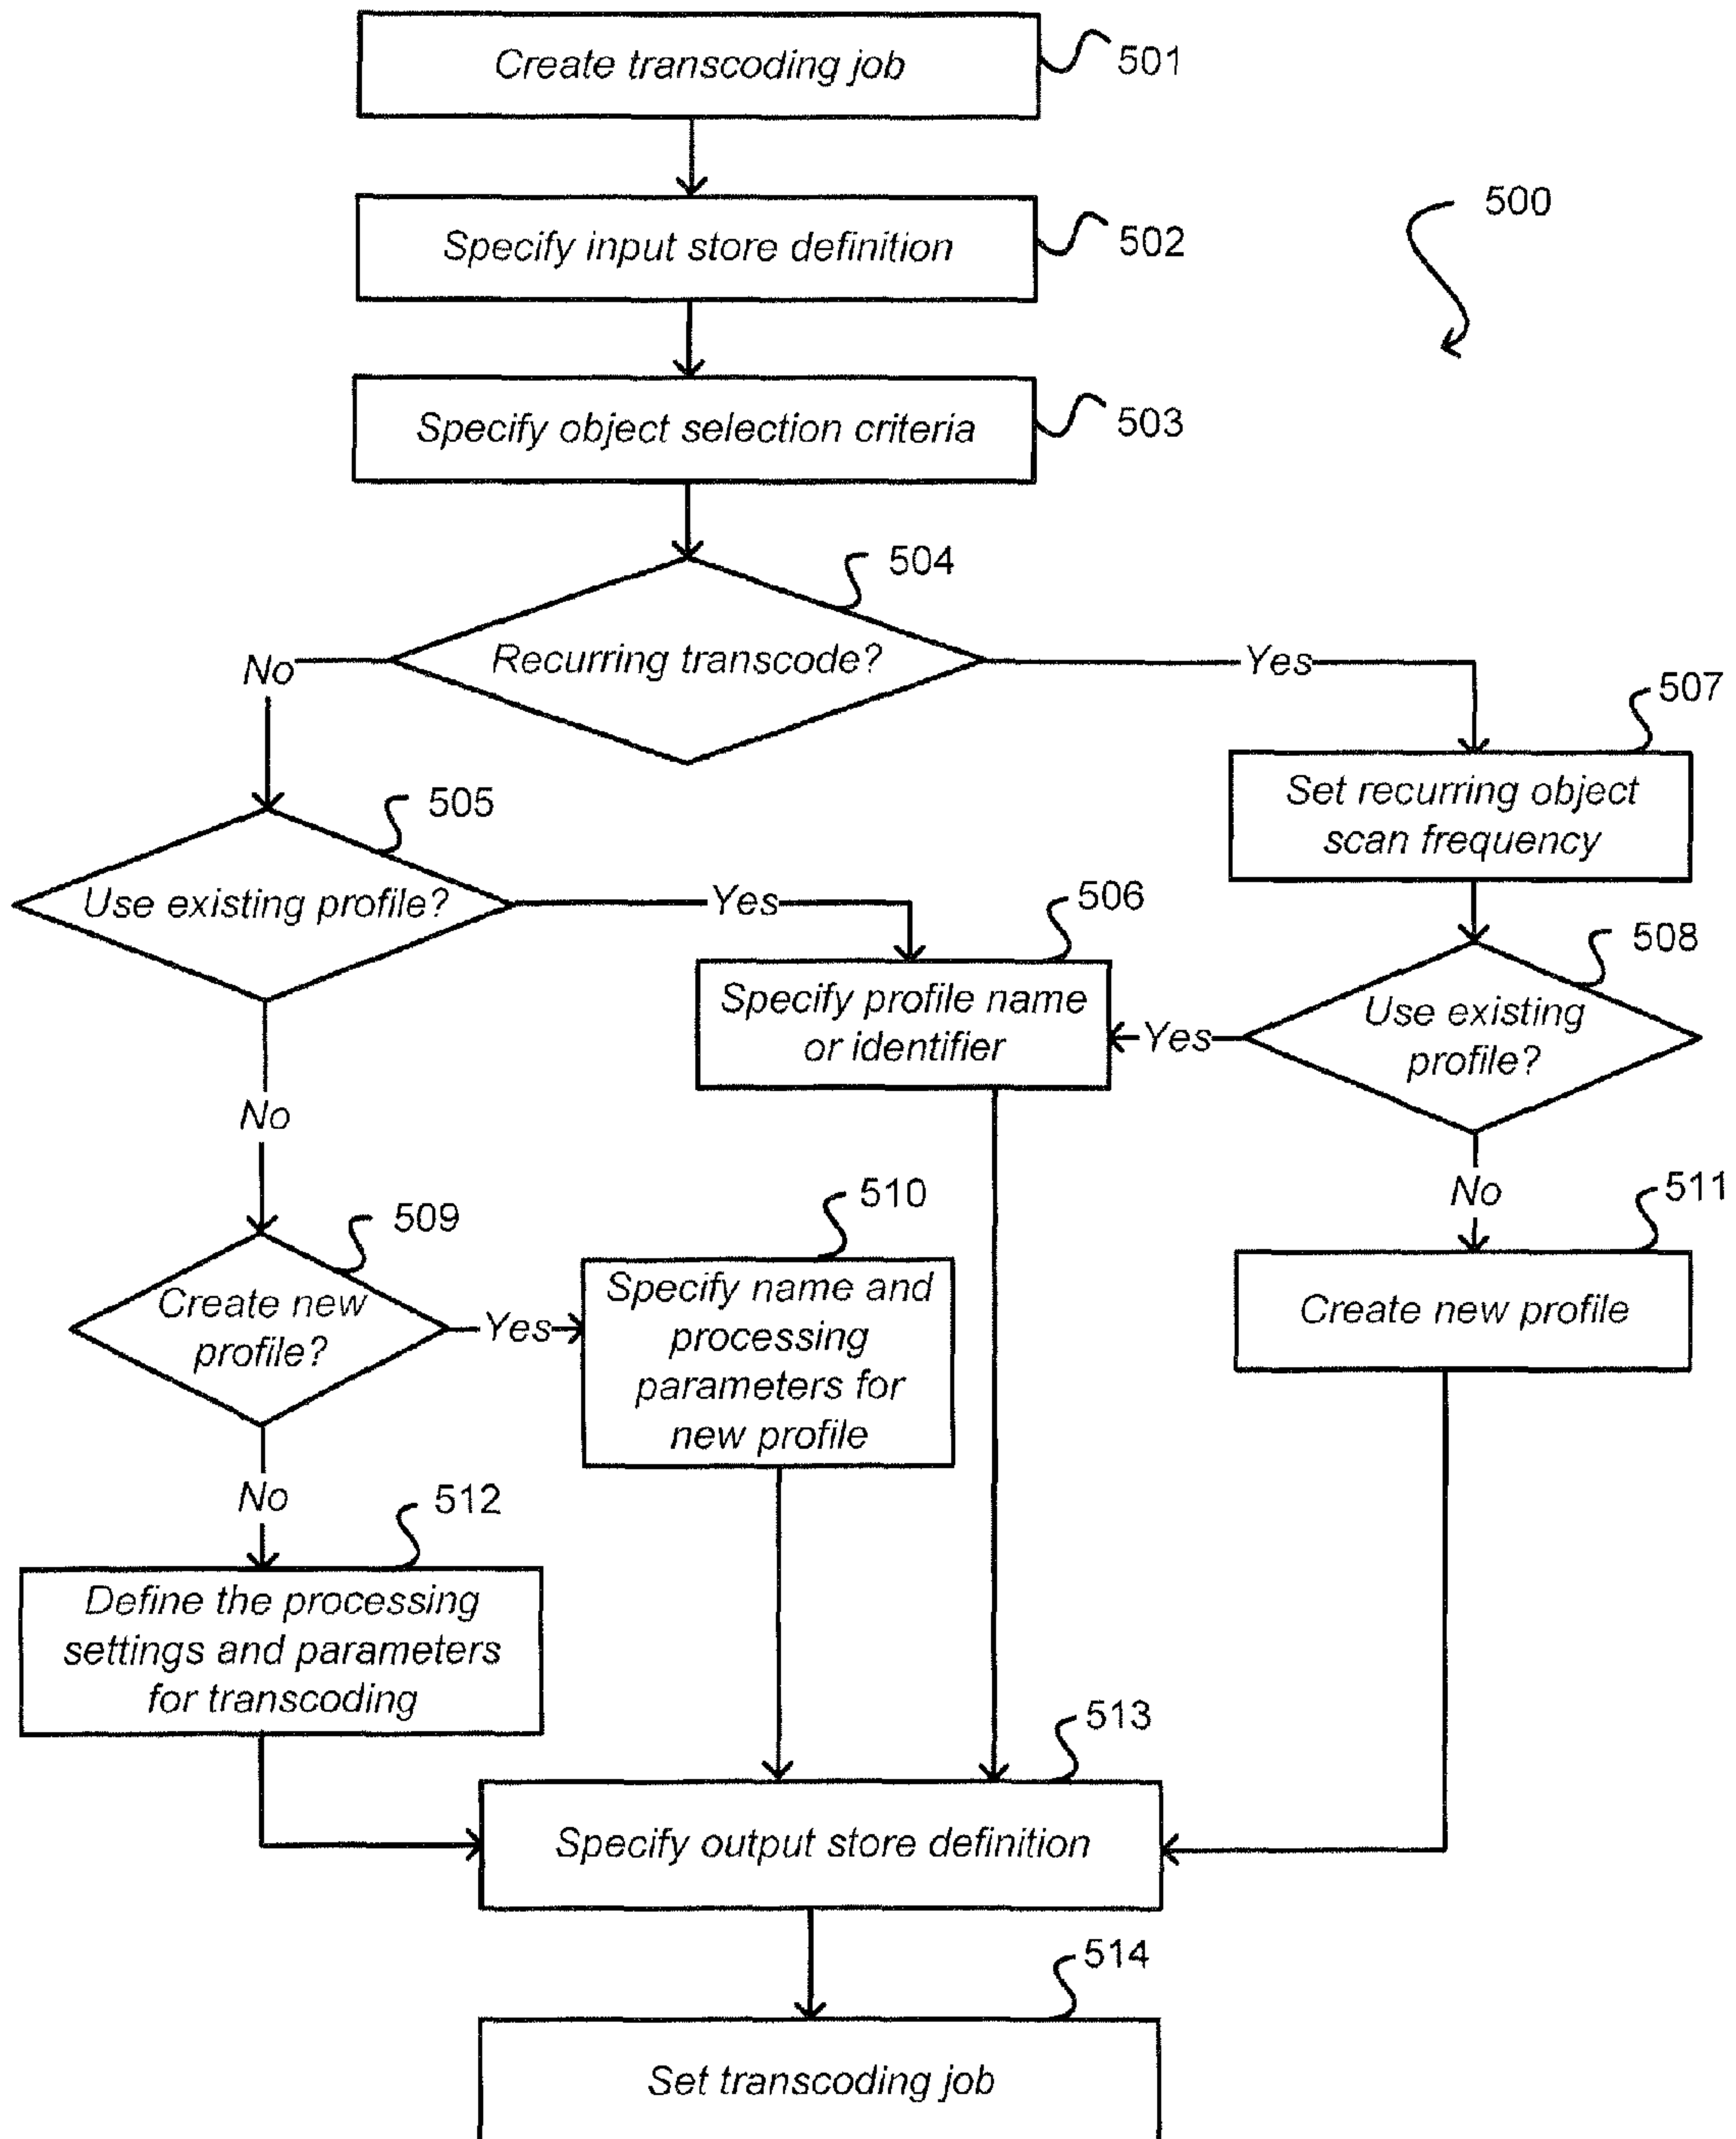 Create transcoding job
501
Specify input store definition
502
500
Specify object selection criteria
503
504
Recurring transcode?
No
Yes
507
Set recurring object
scan frequency
505
Use existing profile?
Yes
506
Specify profile name
or identifier
508
Use existing
profile?
Yes
No
No
509
Create new
profile?
Yes
510
Specify name and
processing
parameters for
new profile
511
Create new profile
No
512
Define the processing
settings and parameters
for transcoding
513
Specify output store definition
514
Set transcoding job